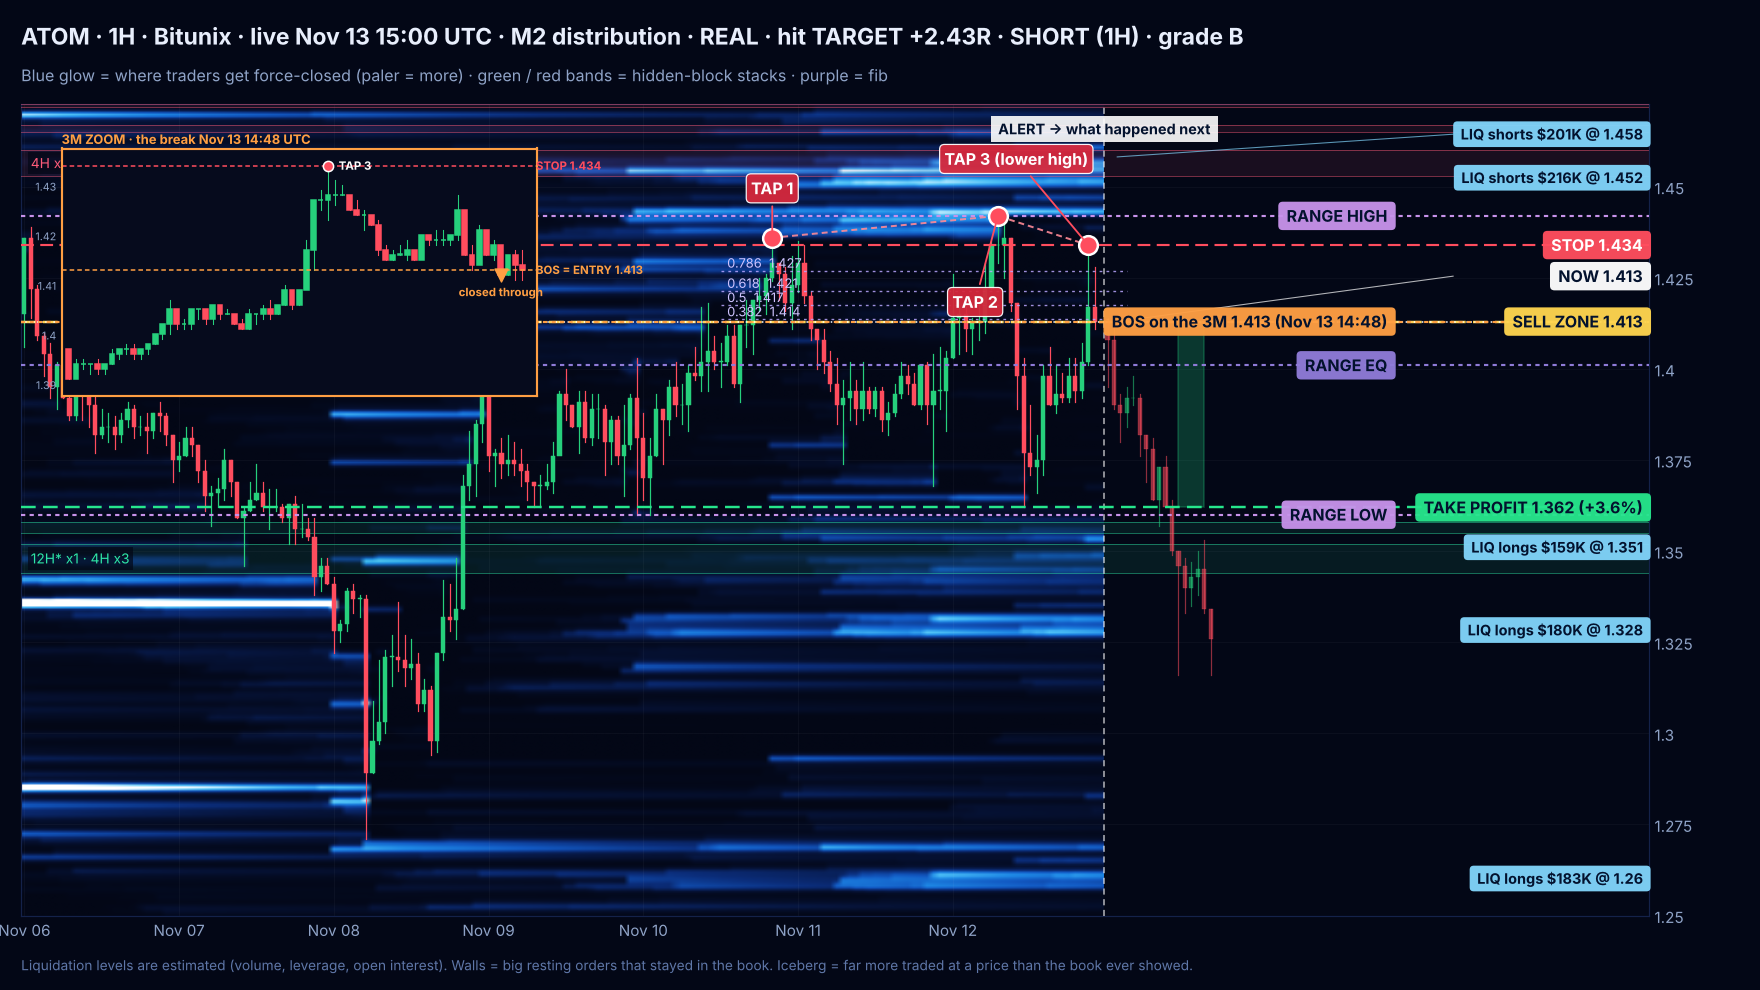 ATOM · 1H · Bitunix · live Nov 13 15:00 UTC · M2 distribution · REAL · hit TARGET +2.43R · SHORT (1H) · grade B
Blue glow = where traders get force-closed (paler = more) · green / red bands = hidden-block stacks · purple = fib
ALERT → what happened next
LIQ shorts $201K @ 1.458
3M ZOOM · the break Nov 13 14:48 UTC
TAP 3 (lower high)
4H x
TAP 3
STOP 1.434
LIQ shorts $216K @ 1.452
1.43
TAP 1
1.45
RANGE HIGH
1.42
STOP 1.434
0.786 1.427
BOS = ENTRY 1.413
NOW 1.413
1.425
1.41
0.618 1.421
closed through
0.5 1.417
TAP 2
0.382 1.414
BOS on the 3M 1.413 (Nov 13 14:48)
SELL ZONE 1.413
1.4
RANGE EQ
1.4
1.39
1.375
TAKE PROFIT 1.362 (+3.6%)
RANGE LOW
12H* x1 · 4H x3
LIQ longs $159K @ 1.351
1.35
LIQ longs $180K @ 1.328
1.325
1.3
1.275
LIQ longs $183K @ 1.26
1.25
Nov 06
Nov 07
Nov 08
Nov 09
Nov 10
Nov 11
Nov 12
Liquidation levels are estimated (volume, leverage, open interest). Walls = big resting orders that stayed in the book. Iceberg = far more traded at a price than the book ever showed.